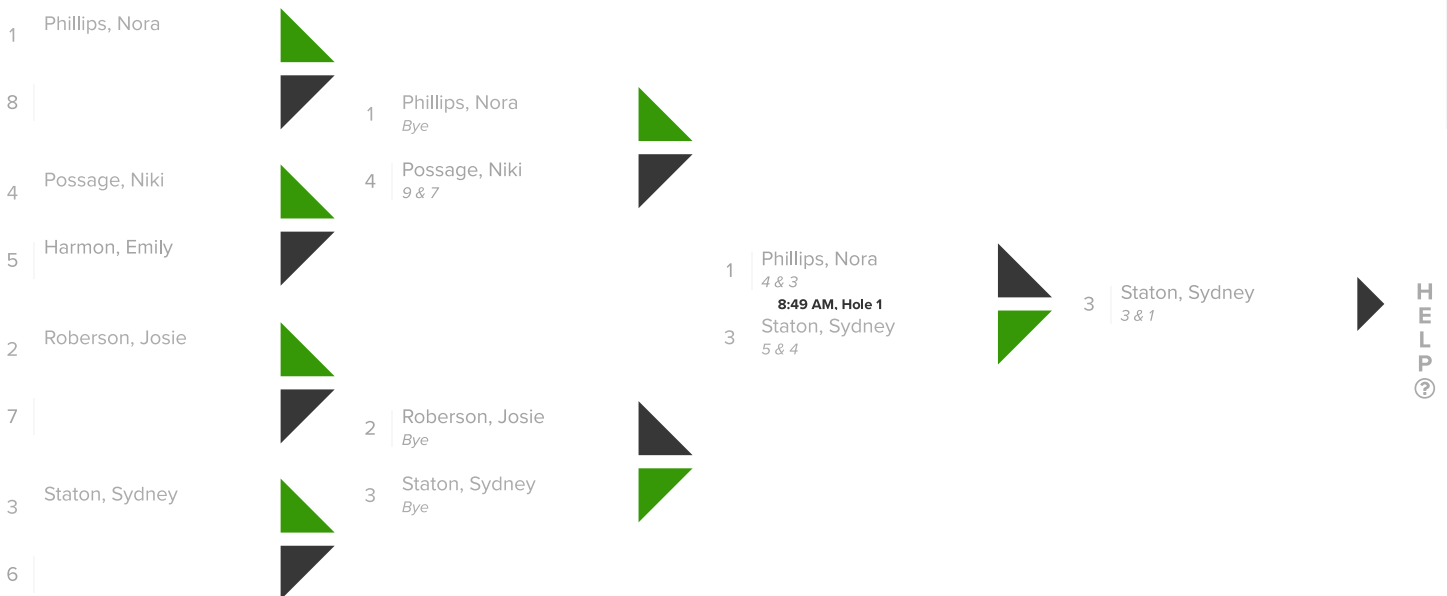 1 Phillips, Nora
8
4 Possage, Niki
5 Harmon, Emily
2 Roberson, Josie
7
3 Staton, Sydney
6
1 Phillips, Nora
Bye
4 Possage, Niki
9 & 7
2 Roberson, Josie
Bye
3 Staton, Sydney
Bye
1 Phillips, Nora
4 & 3
8:49 AM, Hole 1
3 Staton, Sydney
5 & 4
3 Staton, Sydney
3 & 1
H
E
L
P
?